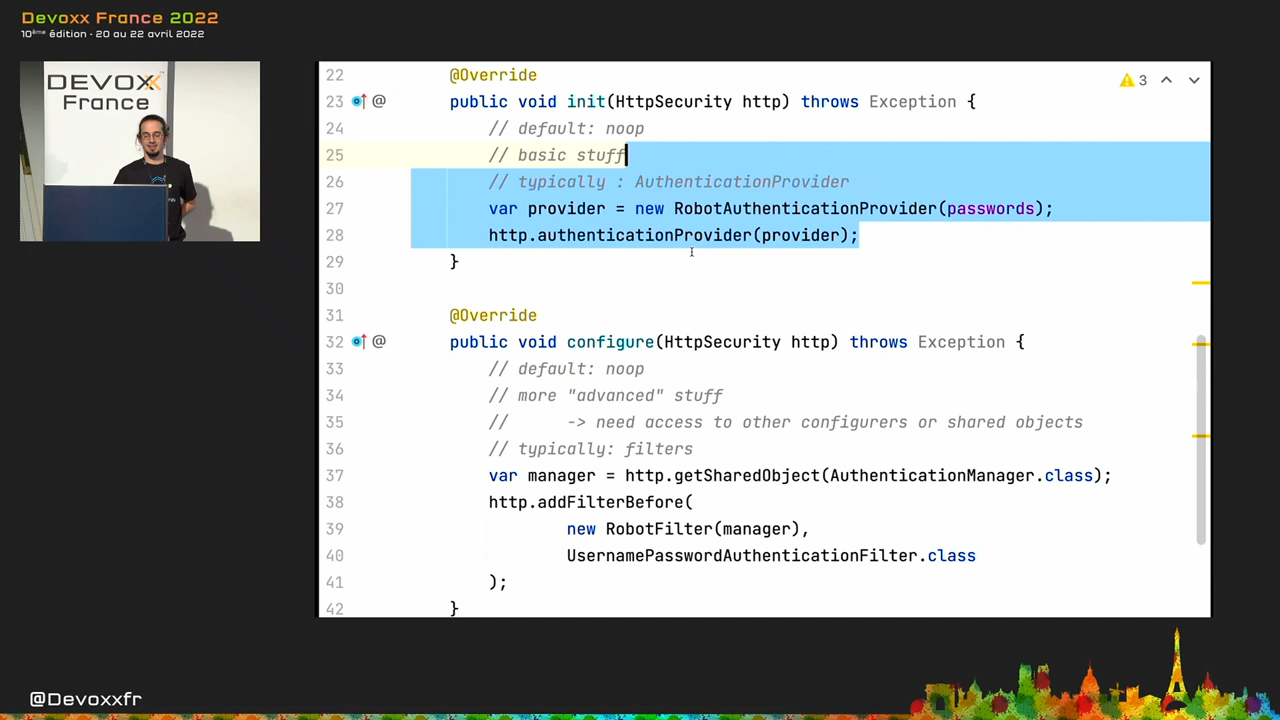 Devoxx France 2022
10ème édition - 20 au 22 avril 2022
DEVOXX
France
22 @Override
3
23 @ public void init(HttpSecurity http) throws Exception {
24 // default: noop
25 // basic stuff
26 // typically : AuthenticationProvider
27 var provider = new RobotAuthenticationProvider(passwords);
28 http.authenticationProvider(provider);
29 }
30
31 @Override
32 @ public void configure(HttpSecurity http) throws Exception {
33 // default: noop
34 // more "advanced" stuff
35 // -> need access to other configurers or shared objects
36 // typically: filters
37 var manager = http.getSharedObject(AuthenticationManager.class);
38 http.addFilterBefore(
39 new RobotFilter(manager),
40 UsernamePasswordAuthenticationFilter.class
41 );
42 }
@Devoxxfr